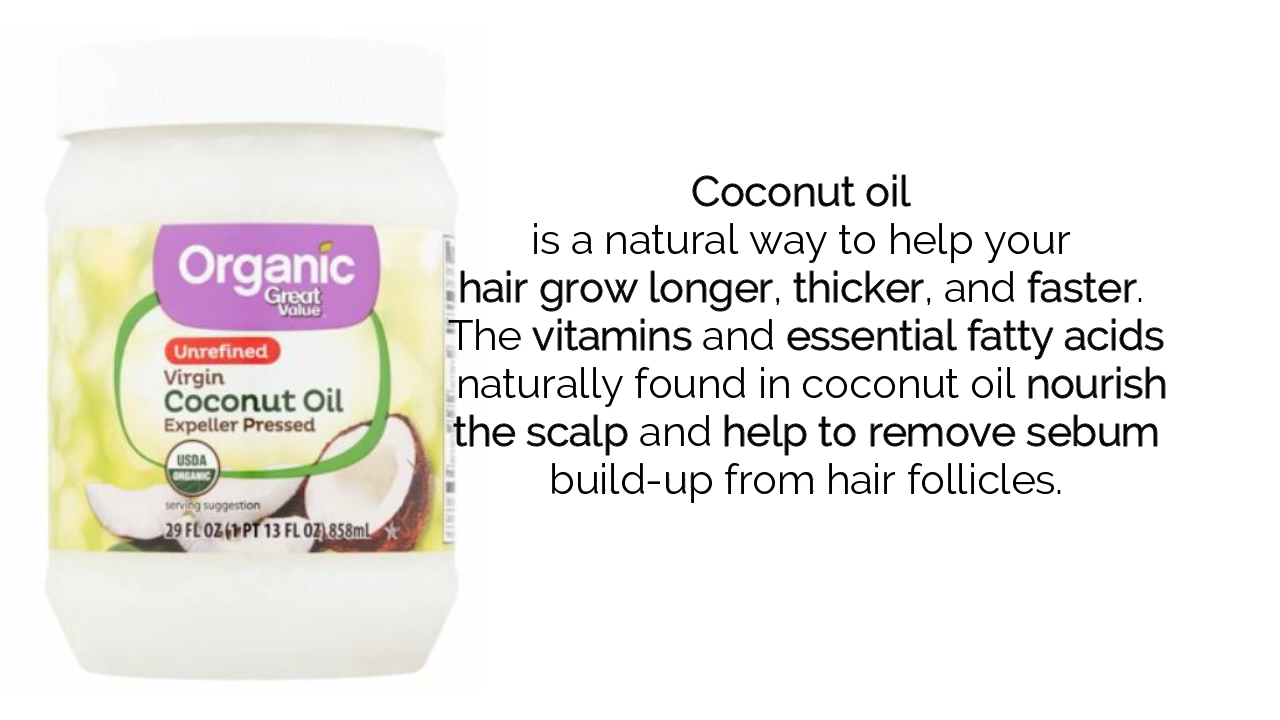 Organic
Great
Value
Unrefined
Virgin
Coconut Oil
Expeller Pressed
USDA
ORGANIC
serving suggestion
29 FL OZ (1 PT 13 FL OZ) 858mL
Coconut oil
is a natural way to help your
hair grow longer, thicker, and faster.
The vitamins and essential fatty acids
naturally found in coconut oil nourish
the scalp and help to remove sebum
build-up from hair follicles.